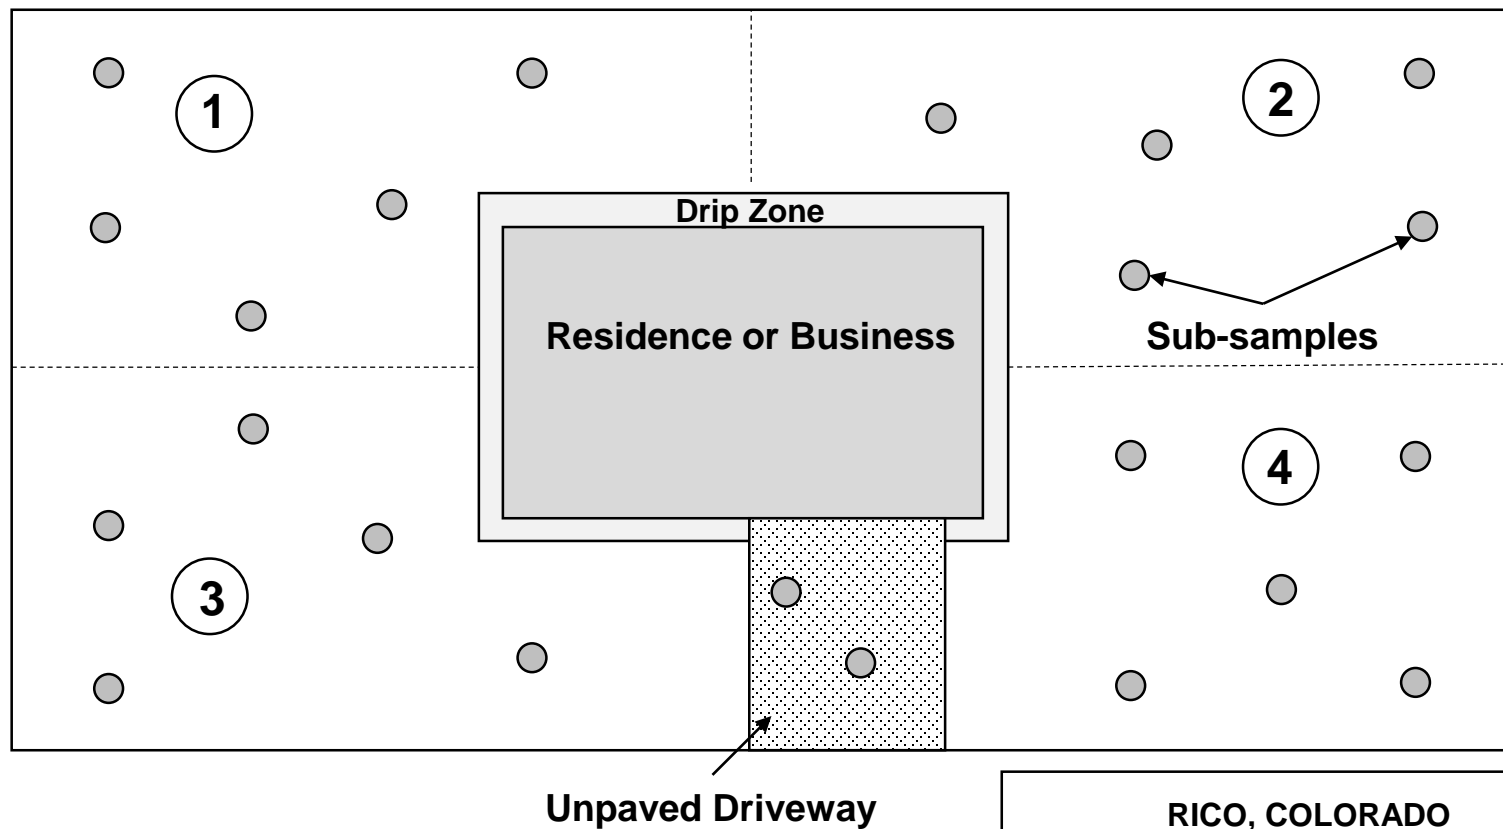 1
2
Drip Zone
Residence or Business
Sub-samples
3
4
Unpaved Driveway
RICO, COLORADO